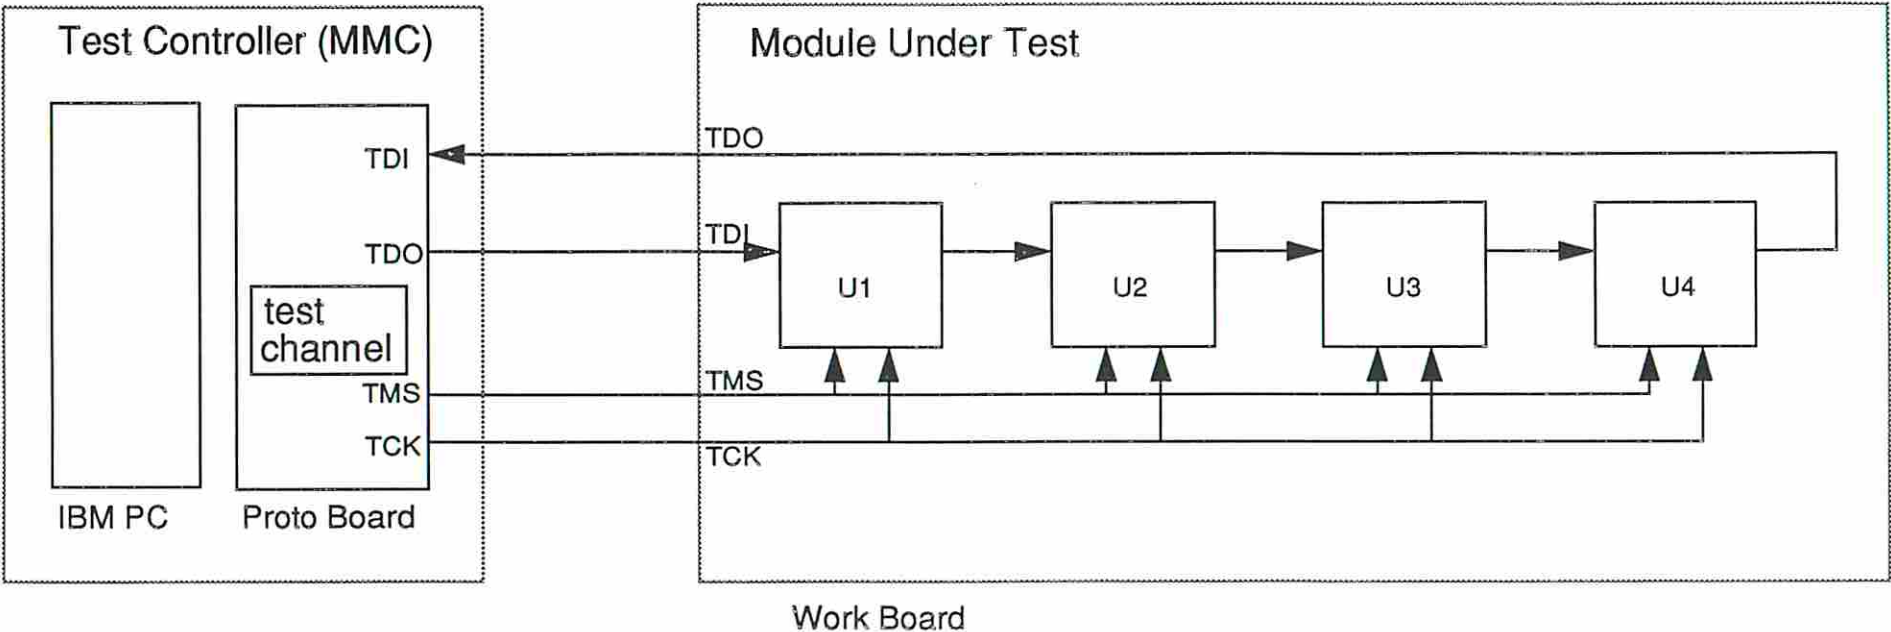 Test Controller (MMC)
Module Under Test
TDO
TDI
TDI
TDO
U1
U2
U3
U4
test
channel
TMS
TMS
TCK
TCK
IBM PC
Proto Board
Work Board